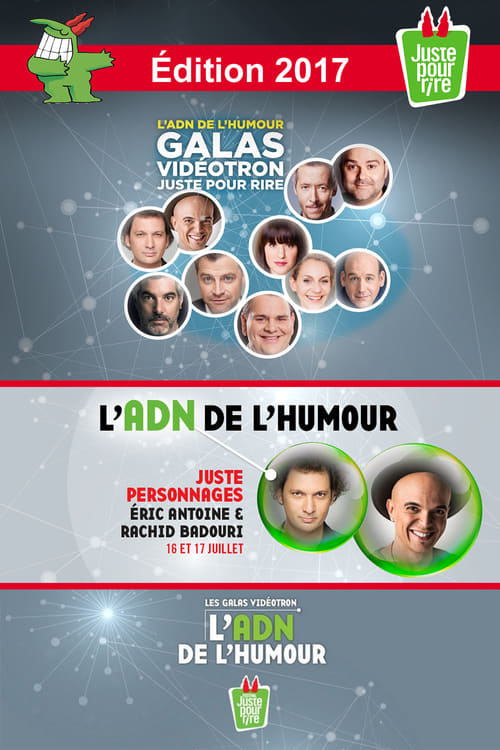 Édition 2017
Juste
pour
rire
L'ADN DE L'HUMOUR
GALAS
VIDÉOTRON
JUSTE POUR RIRE
L'ADN DE L'HUMOUR
JUSTE
PERSONNAGES
ÉRIC ANTOINE &
RACHID BADOURI
16 ET 17 JUILLET
LES GALAS VIDÉOTRON
L'ADN
DE L'HUMOUR
Juste
pour
rire